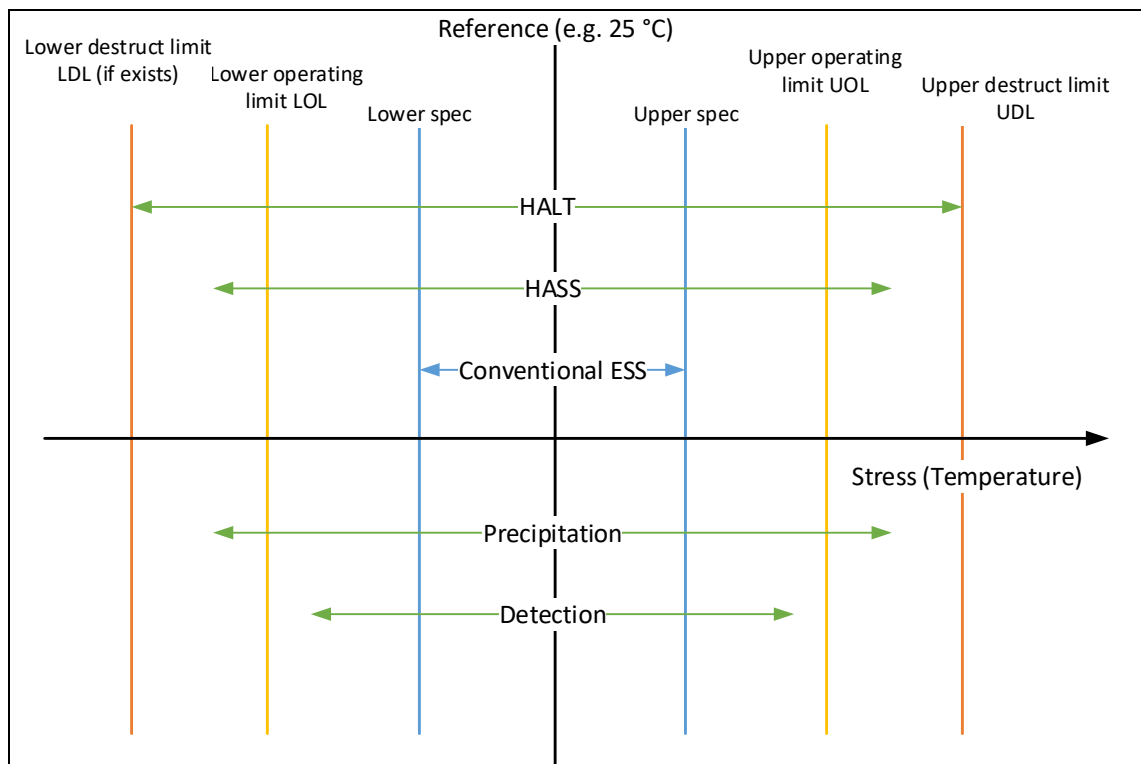 Reference (e.g. 25 °C)
Lower destruct limit
LDL (if exists)
Lower operating
limit LOL
Lower spec
Upper spec
Upper operating
limit UOL
Upper destruct limit
UDL
HALT
HASS
Conventional ESS
Stress (Temperature)
Precipitation
Detection